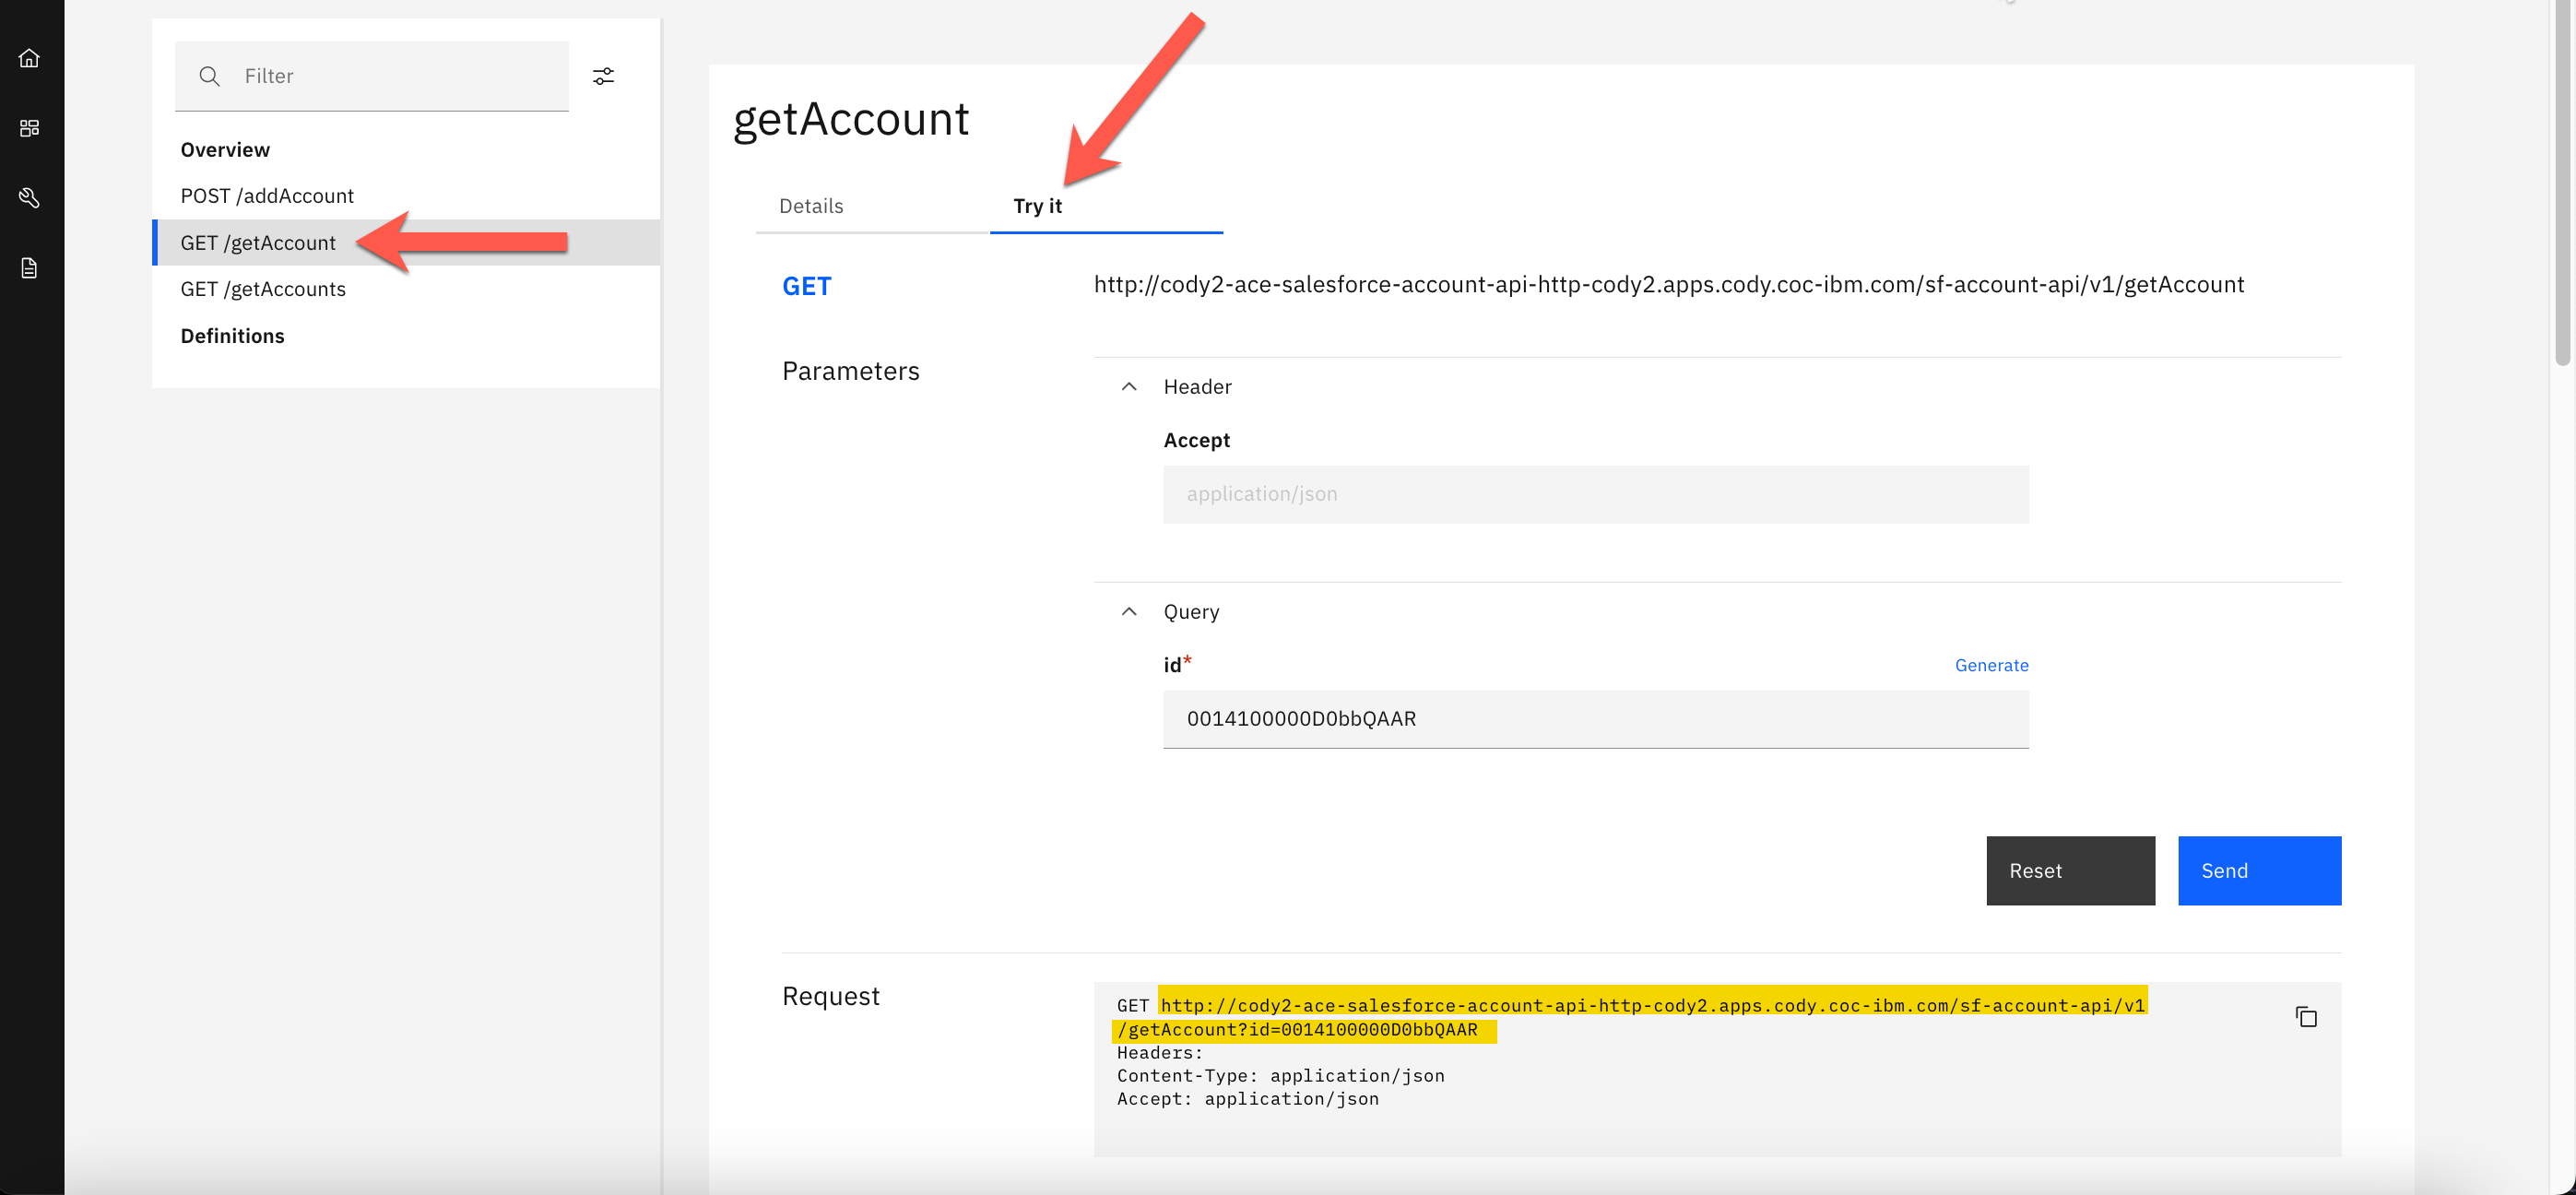 Filter
Overview
POST /addAccount
GET /getAccount
GET /getAccounts
Definitions
getAccount
Details
Try it
GET
http://cody2-ace-salesforce-account-api-http-cody2.apps.cody.coc-ibm.com/sf-account-api/v1/getAccount
Parameters
Header
Accept
application/json
Query
id*
Generate
0014100000D0bbQAAR
Reset
Send
Request
GET http://cody2-ace-salesforce-account-api-http-cody2.apps.cody.coc-ibm.com/sf-account-api/v1
/getAccount?id=0014100000D0bbQAAR
Headers:
Content-Type: application/json
Accept: application/json